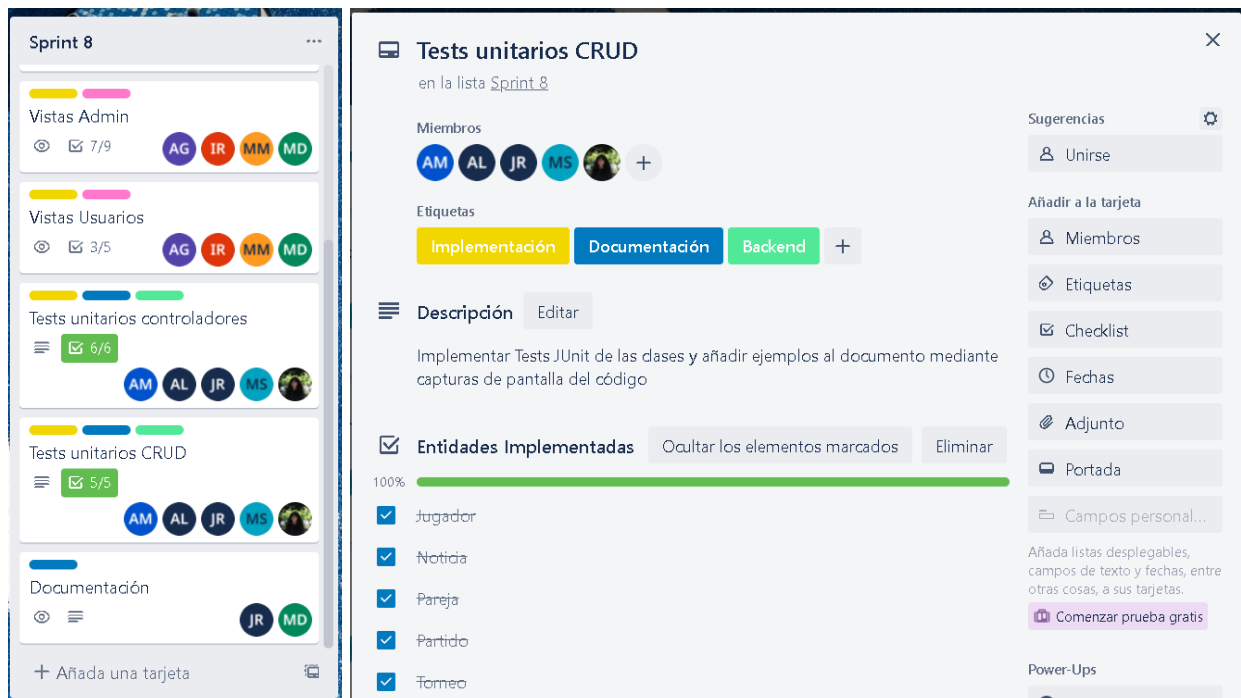 Sprint 8
Vistas Admin
7/9
AG IR MM MD
Vistas Usuarios
3/5
AG IR MM MD
Tests unitarios controladores
6/6
AM AL JR MS
Tests unitarios CRUD
5/5
AM AL JR MS
Documentación
JR MD
+ Añada una tarjeta
Tests unitarios CRUD
en la lista Sprint 8
Miembros
AM AL JR MS +
Etiquetas
Implementación Documentación Backend +
Descripción Editar
Implementar Tests JUnit de las clases y añadir ejemplos al documento mediante
capturas de pantalla del código
Entidades Implementadas Ocultar los elementos marcados Eliminar
100%
Jugador
Noticia
Pareja
Partido
Torneo
Sugerencias
Unirse
Añadir a la tarjeta
Miembros
Etiquetas
Checklist
Fechas
Adjunto
Portada
Campos personal...
Añada listas desplegables,
campos de texto y fechas, entre
otras cosas, a sus tarjetas.
Comenzar prueba gratis
Power-Ups